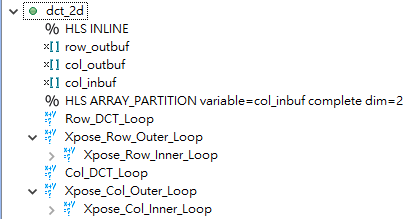 dct_2d
% HLS INLINE
x[] row_outbuf
x[] col_outbuf
x[] col_inbuf
% HLS ARRAY_PARTITION variable=col_inbuf complete dim=2
Row_DCT_Loop
Xpose_Row_Outer_Loop
Xpose_Row_Inner_Loop
Col_DCT_Loop
Xpose_Col_Outer_Loop
Xpose_Col_Inner_Loop